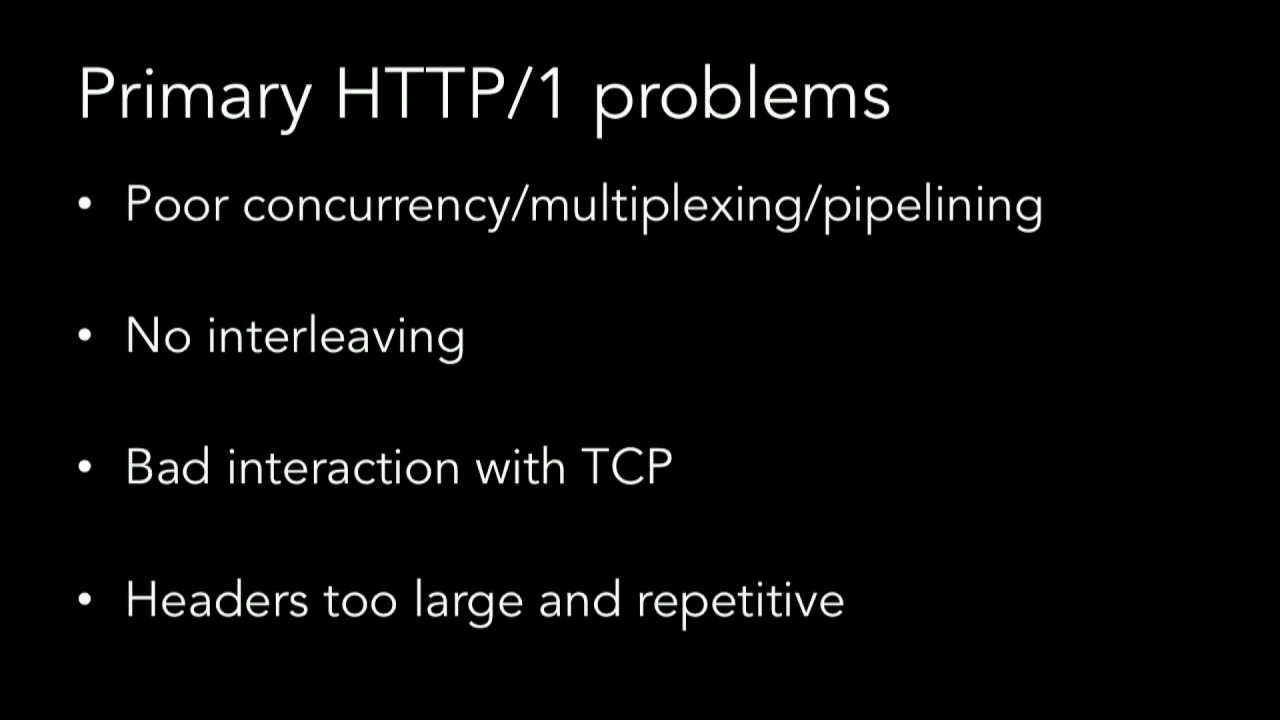 Primary HTTP/1 problems
• Poor concurrency/multiplexing/pipelining
• No interleaving
• Bad interaction with TCP
• Headers too large and repetitive